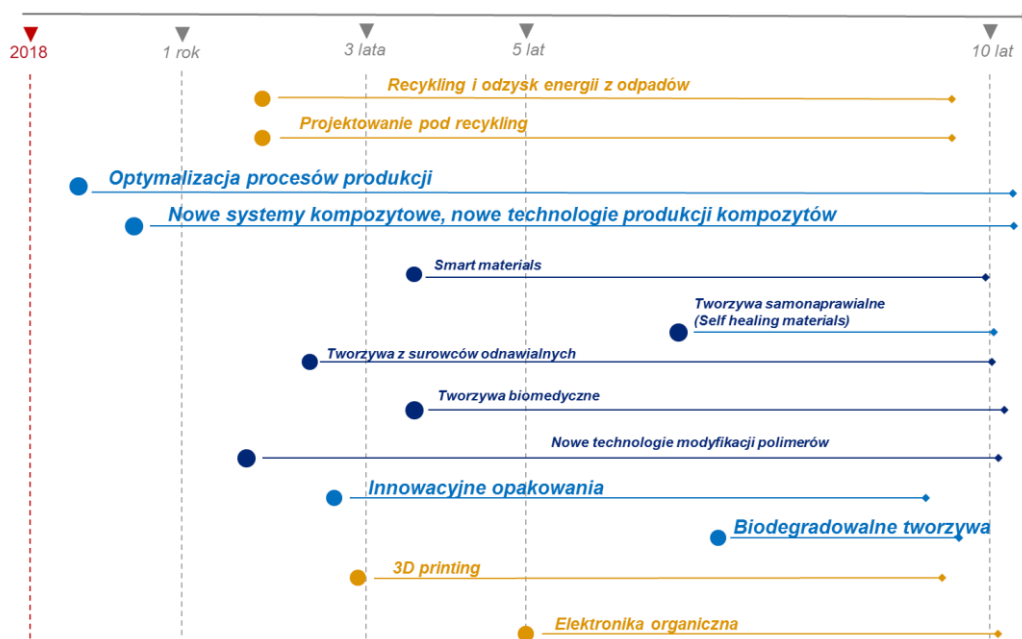 2018
1 rok
3 lata
5 lat
10 lat
Recykling i odzysk energii z odpadów
Projektowanie pod recykling
Optymalizacja procesów produkcji
Nowe systemy kompozytowe, nowe technologie produkcji kompozytów
Smart materials
Tworzywa samonaprawialne
(Self healing materials)
Tworzywa z surowców odnawialnych
Tworzywa biomedyczne
Nowe technologie modyfikacji polimerów
Innowacyjne opakowania
Biodegradowalne tworzywa
3D printing
Elektronika organiczna